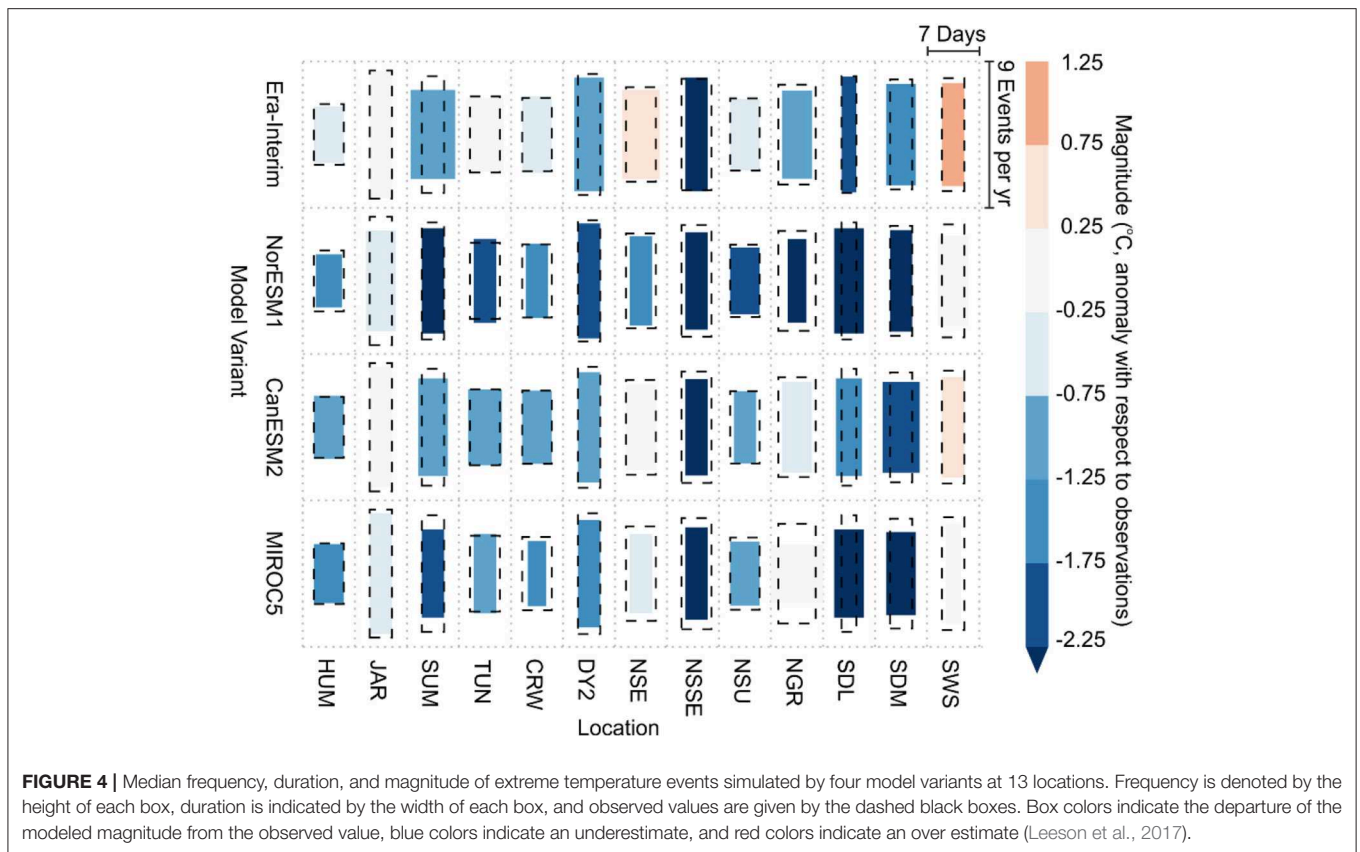 7 Days
9 Events per yr
Era-Interim
NorESM1
CanESM2
MIROC5
Model Variant
HUM
JAR
SUM
TUN
CRW
DY2
NSE
NSSE
NSU
NGR
SDL
SDM
SWS
Location
1.25
0.75
0.25
-0.25
-0.75
-1.25
-1.75
-2.25
Magnitude (°C, anomaly with respect to observations)
FIGURE 4 | Median frequency, duration, and magnitude of extreme temperature events simulated by four model variants at 13 locations. Frequency is denoted by the
height of each box, duration is indicated by the width of each box, and observed values are given by the dashed black boxes. Box colors indicate the departure of the
modeled magnitude from the observed value, blue colors indicate an underestimate, and red colors indicate an over estimate (Leeson et al., 2017).